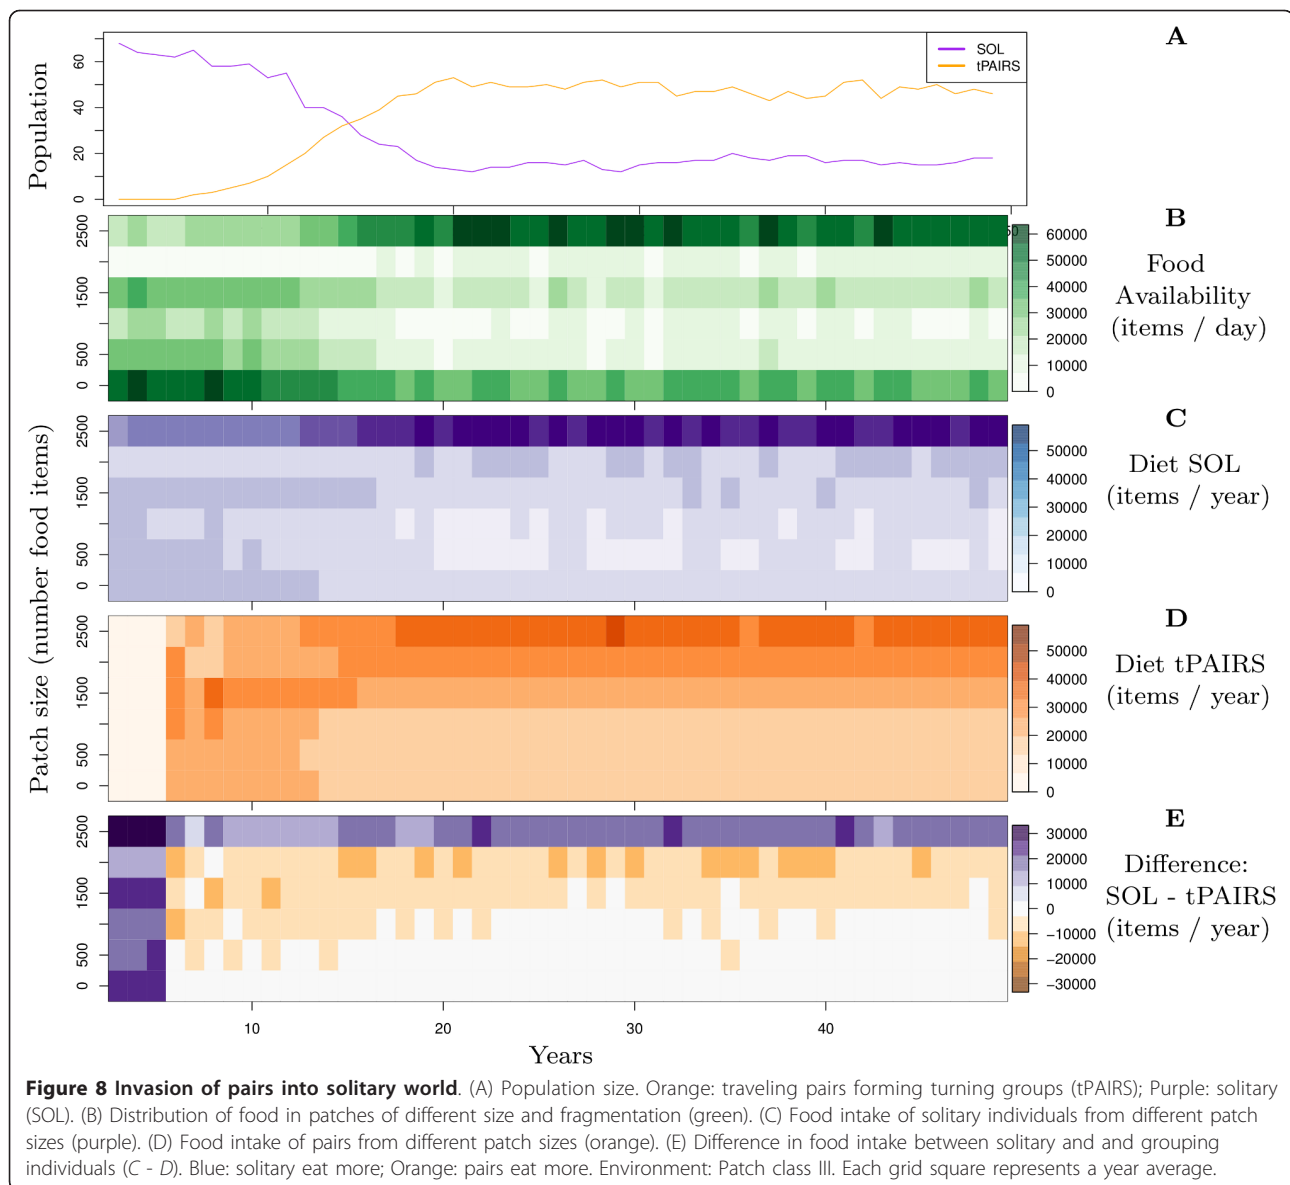 A
SOL
tPAIRS
Population
0
20
40
60
B
Food
Availability
(items / day)
2500
1500
500
0
50
60000
50000
40000
30000
20000
10000
0
C
Diet SOL
(items / year)
2500
1500
500
0
50000
40000
30000
20000
10000
0
10
20
30
40
D
Diet tPAIRS
(items / year)
2500
1500
500
0
50000
40000
30000
20000
10000
0
Patch size (number food items)
E
Difference:
SOL - tPAIRS
(items / year)
2500
1500
500
0
30000
20000
10000
0
−10000
−20000
−30000
10
20
30
40
Years
Figure 8 Invasion of pairs into solitary world. (A) Population size. Orange: traveling pairs forming turning groups (tPAIRS); Purple: solitary
(SOL). (B) Distribution of food in patches of different size and fragmentation (green). (C) Food intake of solitary individuals from different patch
sizes (purple). (D) Food intake of pairs from different patch sizes (orange). (E) Difference in food intake between solitary and and grouping
individuals (C - D). Blue: solitary eat more; Orange: pairs eat more. Environment: Patch class III. Each grid square represents a year average.